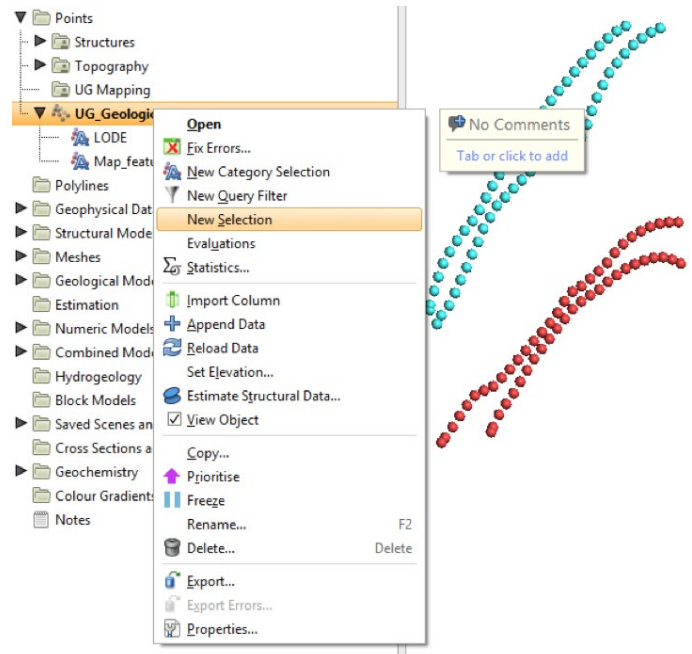 Points
Structures
Topography
UG Mapping
UG_Geologic
LODE
Map_featu
Polylines
Geophysical Dat
Structural Mode
Meshes
Geological Mode
Estimation
Numeric Models
Combined Mode
Hydrogeology
Block Models
Saved Scenes an
Cross Sections a
Geochemistry
Colour Gradients
Notes
Open
Fix Errors...
New Category Selection
New Query Filter
New Selection
Evaluations
Statistics...
Import Column
Append Data
Reload Data
Set Elevation...
Estimate Structural Data...
View Object
Copy...
Prioritise
Freeze
Rename... F2
Delete... Delete
Export...
Export Errors...
Properties...
No Comments
Tab or click to add